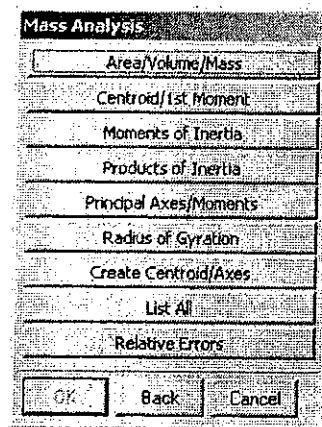 Mass Analysis
Area/Volume/Mass
Centroid/1st Moment
Moments of Inertia
Products of Inertia
Principal Axes/Moments
Radius of Gyration
Create Centroid/Axes
List All
Relative Errors
OK Back Cancel